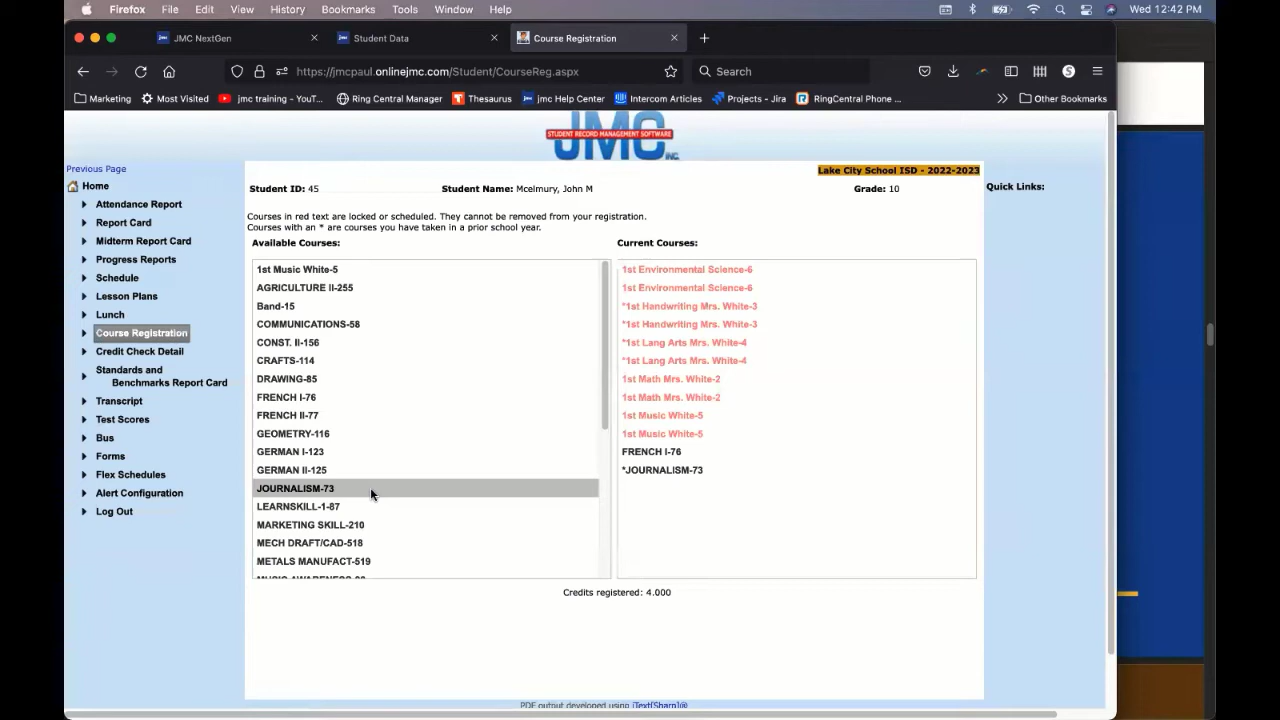 Firefox File Edit View History Bookmarks Tools Window Help Wed 12:42 PM
JMC NextGen Student Data Course Registration
https://jmcpaul.onlinejmc.com/Student/CourseReg.aspx Search
Marketing Most Visited jmc training - YouT... Ring Central Manager Thesaurus jmc Help Center Intercom Articles Projects - Jira RingCentral Phone ... Other Bookmarks
JMC INC.
STUDENT RECORD MANAGEMENT SOFTWARE
Previous Page
Home
Attendance Report
Report Card
Midterm Report Card
Progress Reports
Schedule
Lesson Plans
Lunch
Course Registration
Credit Check Detail
Standards and
Benchmarks Report Card
Transcript
Test Scores
Bus
Forms
Flex Schedules
Alert Configuration
Log Out
Lake City School ISD - 2022-2023
Student ID: 45 Student Name: Mcelmury, John M Grade: 10
Quick Links:
Courses in red text are locked or scheduled. They cannot be removed from your registration.
Courses with an * are courses you have taken in a prior school year.
Available Courses:
1st Music White-5
AGRICULTURE II-255
Band-15
COMMUNICATIONS-58
CONST. II-156
CRAFTS-114
DRAWING-85
FRENCH I-76
FRENCH II-77
GEOMETRY-116
GERMAN I-123
GERMAN II-125
JOURNALISM-73
LEARNSKILL-1-87
MARKETING SKILL-210
MECH DRAFT/CAD-518
METALS MANUFACT-519
Current Courses:
1st Environmental Science-6
1st Environmental Science-6
*1st Handwriting Mrs. White-3
*1st Handwriting Mrs. White-3
*1st Lang Arts Mrs. White-4
*1st Lang Arts Mrs. White-4
1st Math Mrs. White-2
1st Math Mrs. White-2
1st Music White-5
1st Music White-5
FRENCH I-76
*JOURNALISM-73
Credits registered: 4.000
PDF output developed using iText[Sharp]®